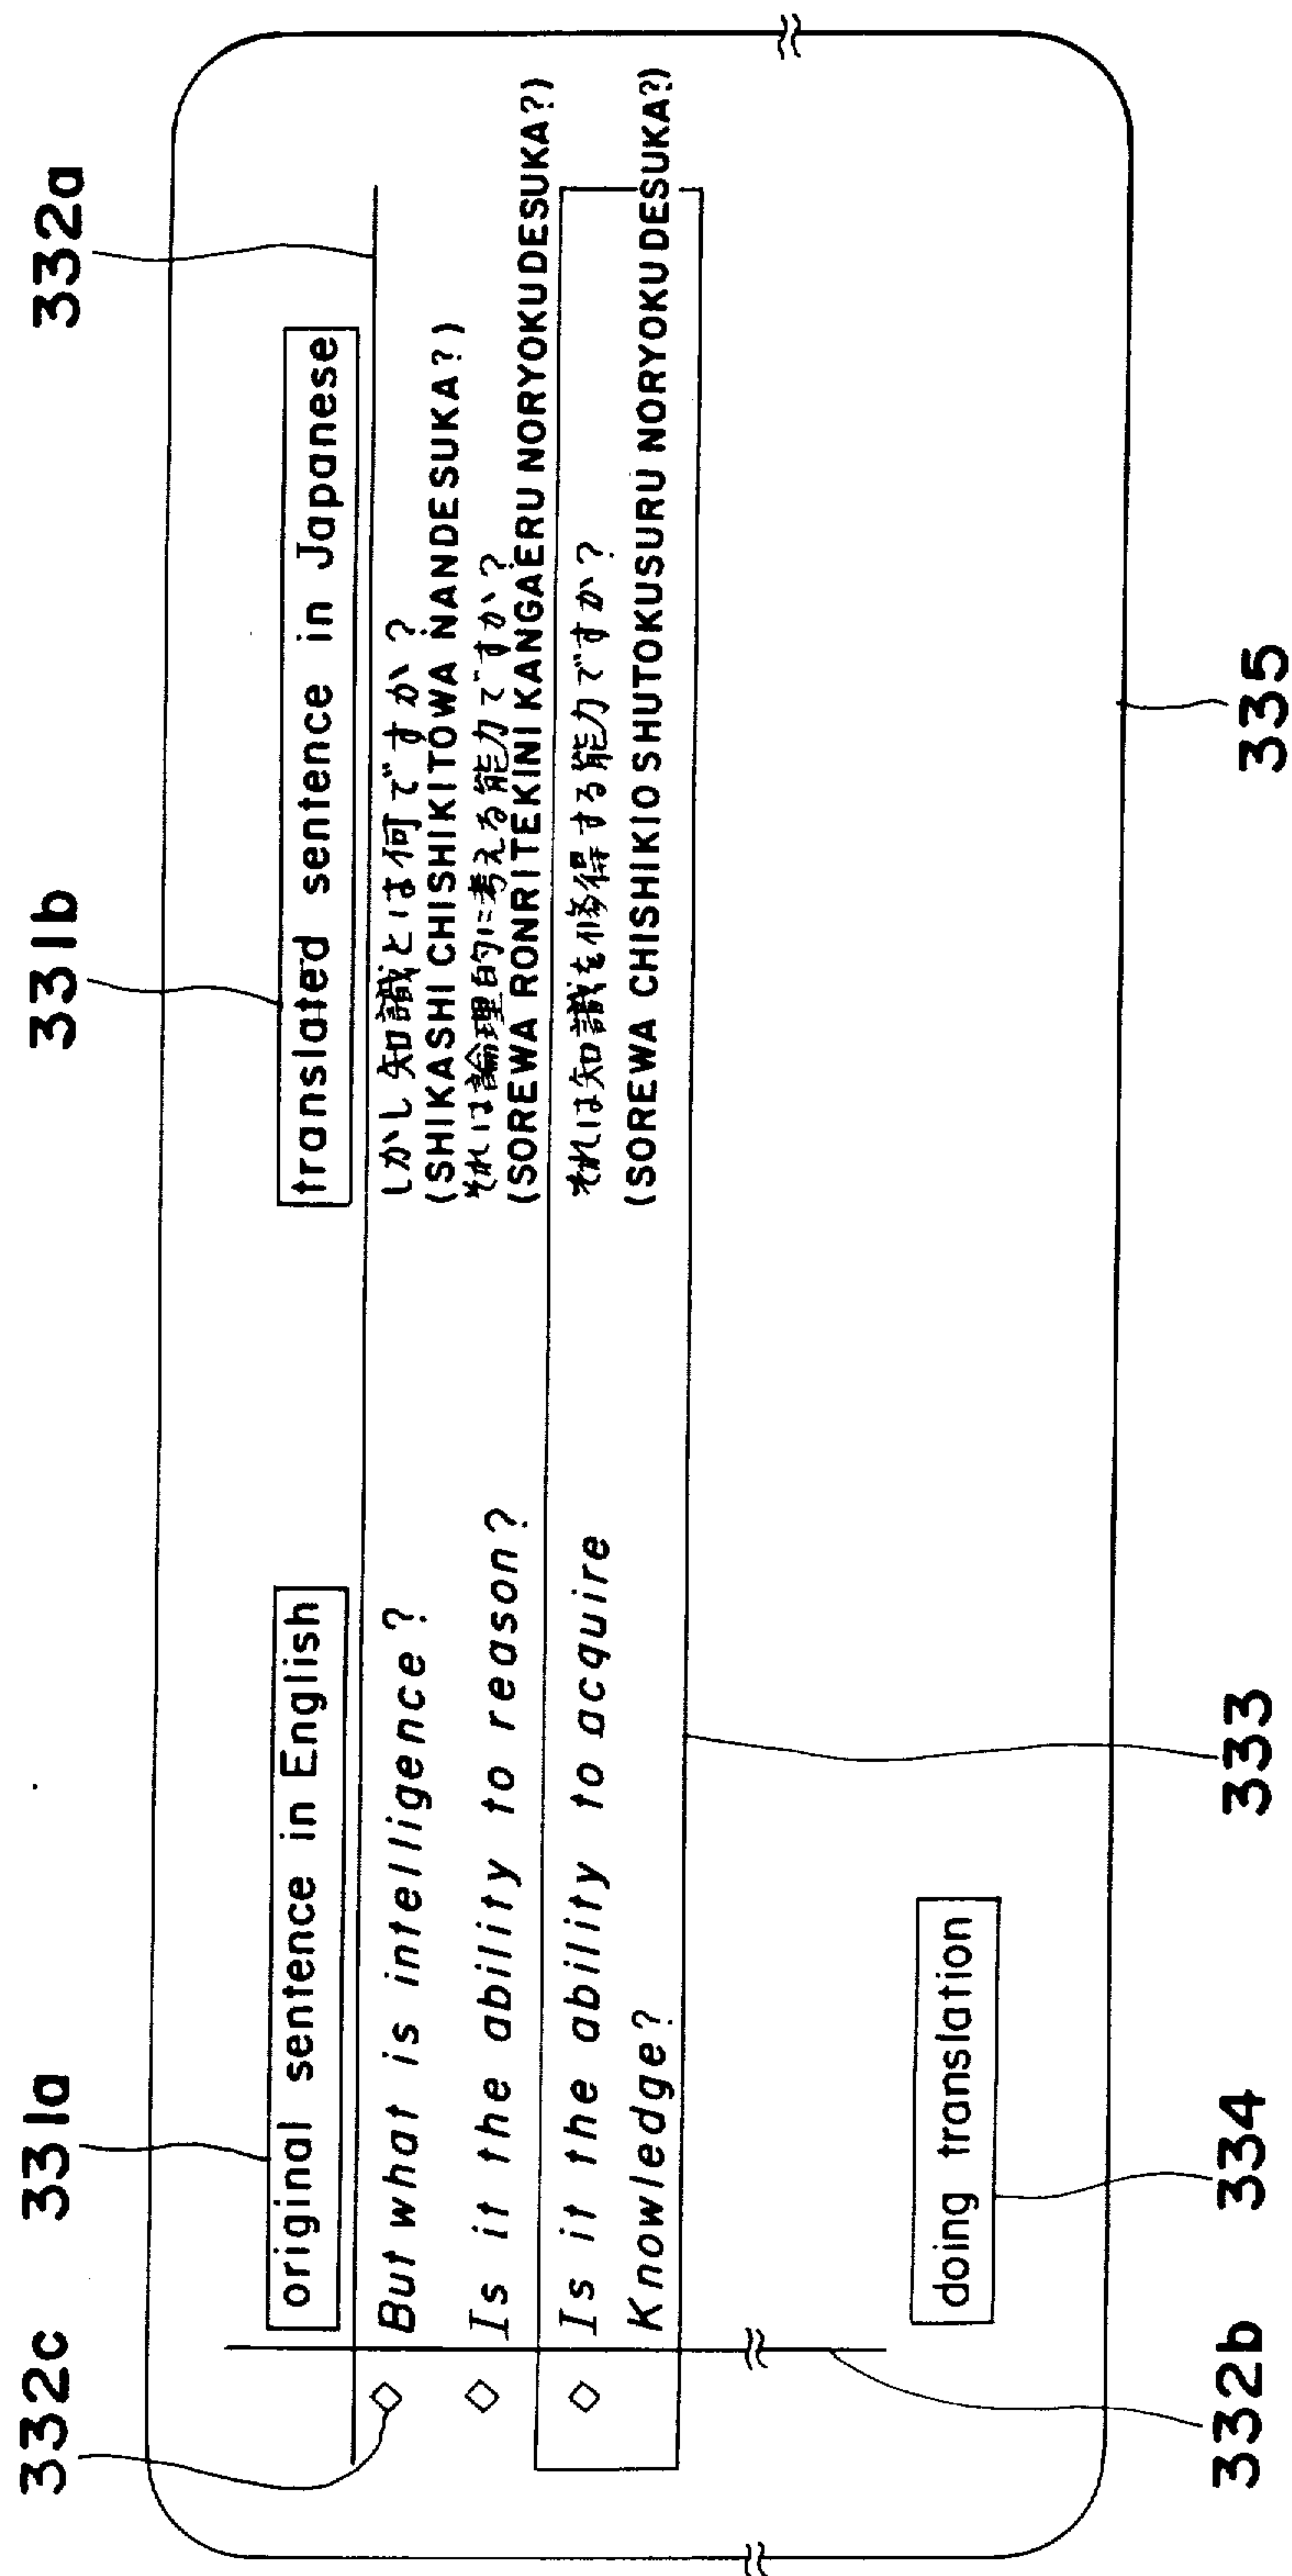 332c 331a 331b 332a
original sentence in English
translated sentence in Japanese
◇ But what is intelligence?
しかし知識とは何ですか?
(SHIKASHI CHISHIKITOWA NANDESUKA?)
◇ Is it the ability to reason?
それは論理的に考える能力ですか?
(SOREWA RONRITEKINI KANGAERU NORYOKUDESUKA?)
◇ Is it the ability to acquire
Knowledge?
それは知識を修得する能力ですか?
(SOREWA CHISHIKIO SHUTOKUSURU NORYOKUDESUKA?)
doing translation
332b 334 333 335